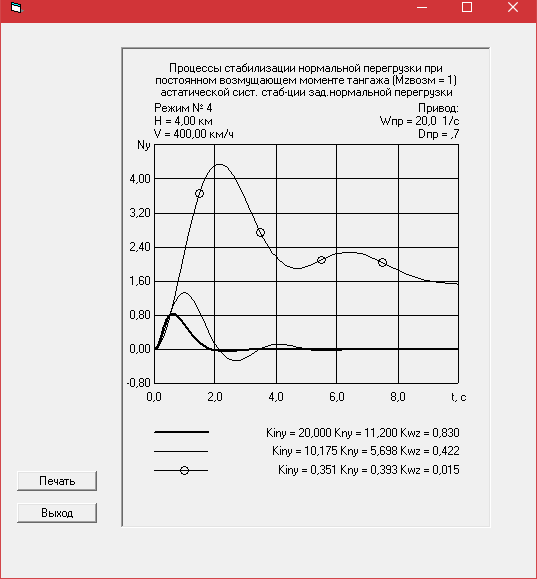 Процессы стабилизации нормальной перегрузки при
постоянном возмущающем моменте тангажа (Mzвозм = 1)
астатической сист. стаб-ции зад.нормальной перегрузки
Режим № 4 Привод:
H = 4,00 км Wпр = 20,0 1/с
V = 400,00 км/ч Dпр = ,7
Ny
4,00
3,20
2,40
1,60
0,80
0,00
-0,80
0,0 2,0 4,0 6,0 8,0 t, c
Kiny = 20,000 Kny = 11,200 Kwz = 0,830
Kiny = 10,175 Kny = 5,698 Kwz = 0,422
Kiny = 0,351 Kny = 0,393 Kwz = 0,015
Печать
Выход